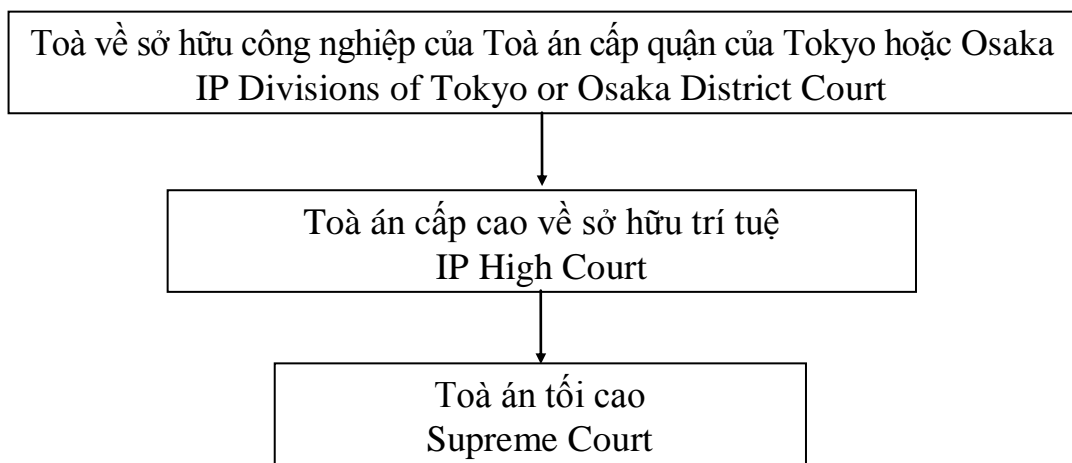 Toà về sở hữu công nghiệp của Toà án cấp quận của Tokyo hoặc Osaka
IP Divisions of Tokyo or Osaka District Court
Toà án cấp cao về sở hữu trí tuệ
IP High Court
Toà án tối cao
Supreme Court